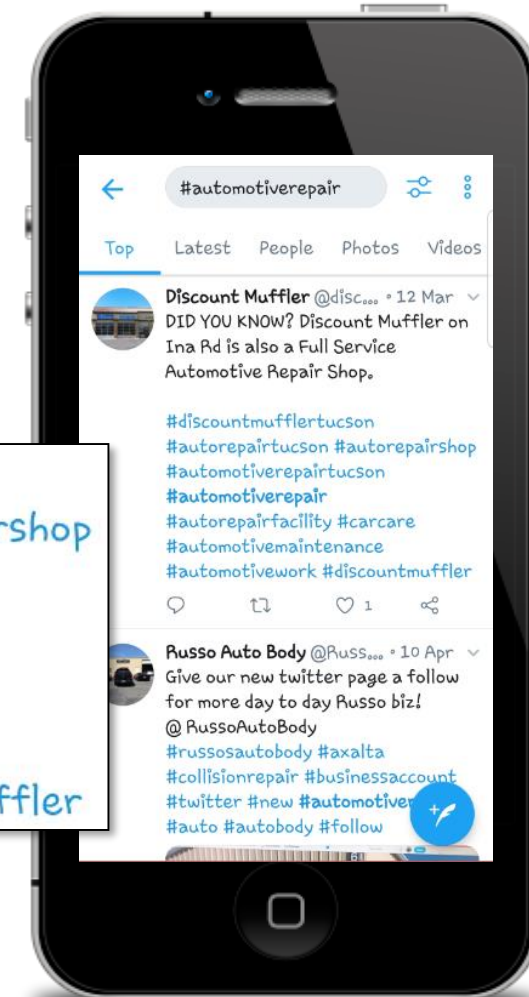 #automotiverepair
Top Latest People Photos Videos
Discount Muffler @disc... • 12 Mar
DID YOU KNOW? Discount Muffler on
Ina Rd is also a Full Service
Automotive Repair Shop.
#discountmufflertucson
#autorepairtucson #autorepairshop
#automotiverepairtucson
#automotiverepair
#autorepairfacility #carcare
#automotivemaintenance
#automotivework #discountmuffler
1
rshop
ffler
Russo Auto Body @Russ... • 10 Apr
Give our new twitter page a follow
for more day to day Russo biz!
@ RussoAutoBody
#russosautobody #axalta
#collisionrepair #businessaccount
#twitter #new #automotiver
#auto #autobody #follow